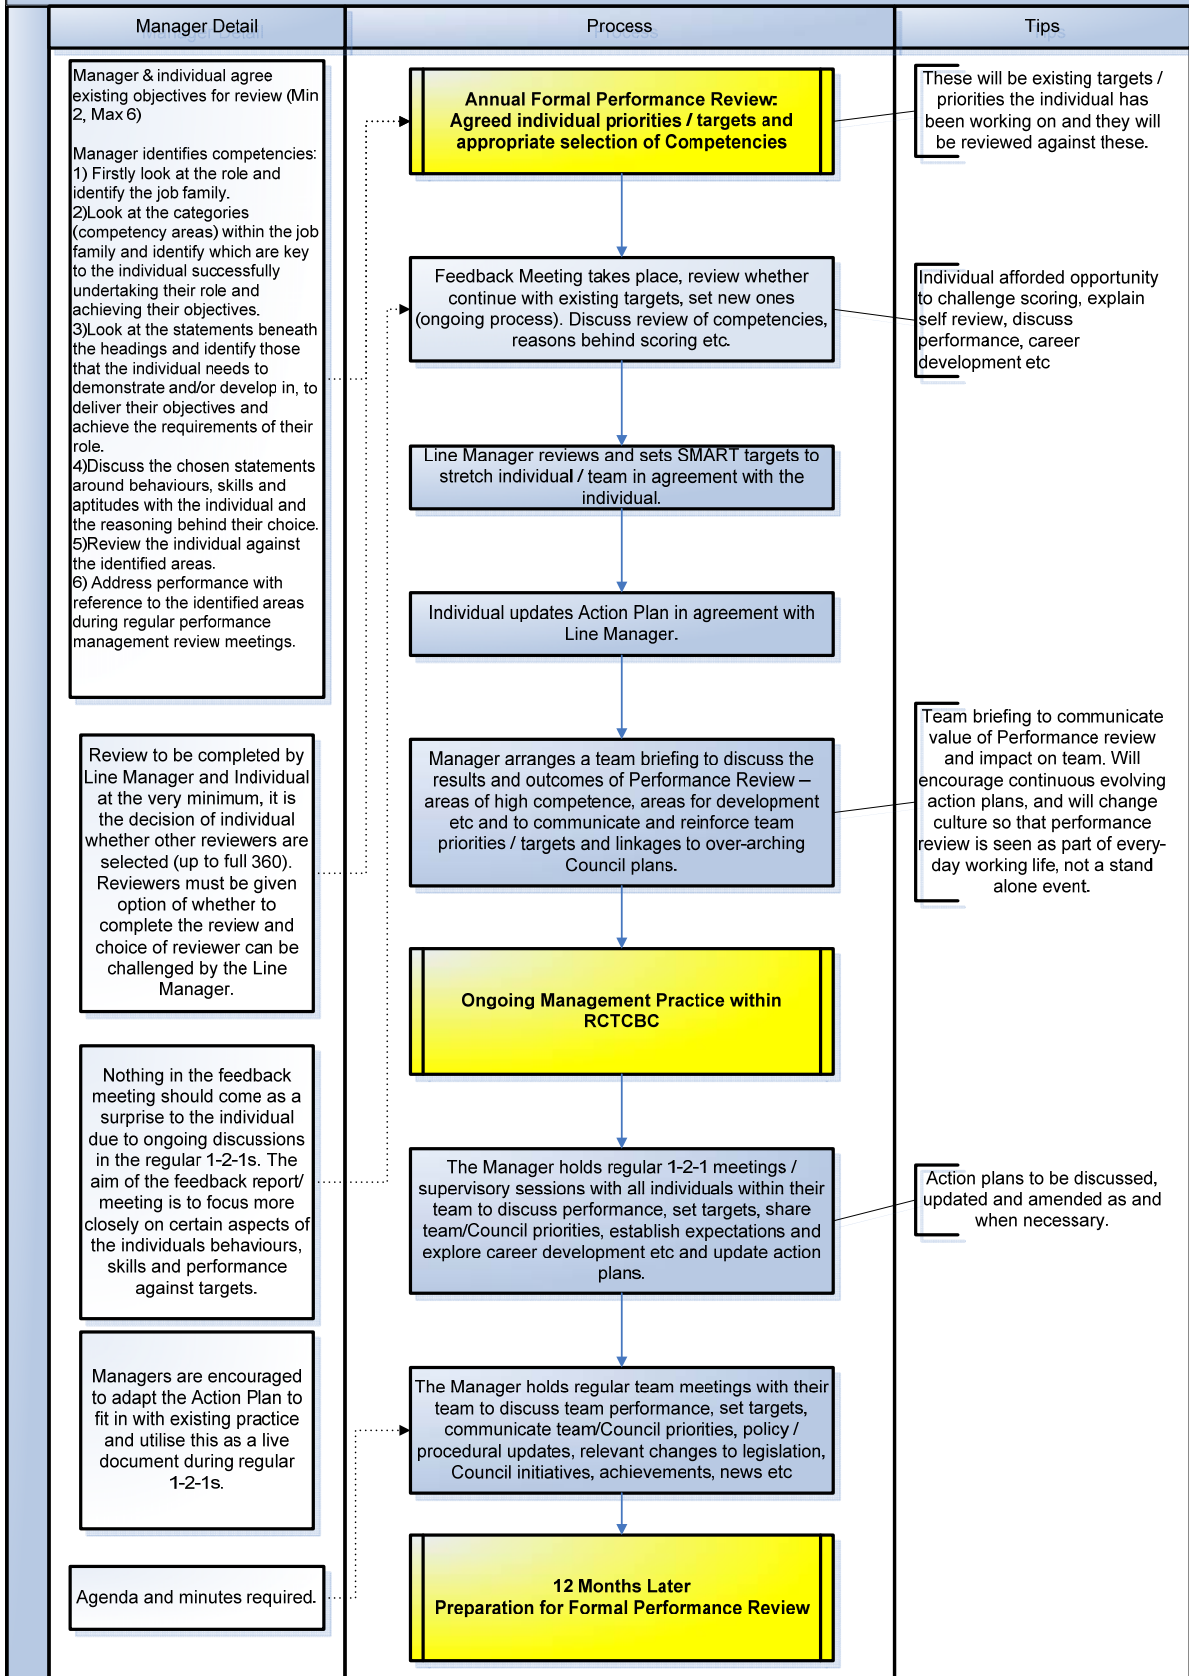 Manager Detail
Process
Tips
Manager & individual agree
existing objectives for review (Min
2, Max 6)
Manager identifies competencies:
1) Firstly look at the role and
identify the job family.
2)Look at the categories
(competency areas) within the job
family and identify which are key
to the individual successfully
undertaking their role and
achieving their objectives.
3)Look at the statements beneath
the headings and identify those
that the individual needs to
demonstrate and/or develop in, to
deliver their objectives and
achieve the requirements of their
role.
4)Discuss the chosen statements
around behaviours, skills and
aptitudes with the individual and
the reasoning behind their choice.
5)Review the individual against
the identified areas.
6) Address performance with
reference to the identified areas
during regular performance
management review meetings.
Review to be completed by
Line Manager and Individual
at the very minimum, it is
the decision of individual
whether other reviewers are
selected (up to full 360).
Reviewers must be given
option of whether to
complete the review and
choice of reviewer can be
challenged by the Line
Manager.
Nothing in the feedback
meeting should come as a
surprise to the individual
due to ongoing discussions
in the regular 1-2-1s. The
aim of the feedback report/
meeting is to focus more
closely on certain aspects of
the individuals behaviours,
skills and performance
against targets.
Managers are encouraged
to adapt the Action Plan to
fit in with existing practice
and utilise this as a live
document during regular
1-2-1s.
Agenda and minutes required.
Annual Formal Performance Review:
Agreed individual priorities / targets and
appropriate selection of Competencies
Feedback Meeting takes place, review whether
continue with existing targets, set new ones
(ongoing process). Discuss review of competencies,
reasons behind scoring etc.
Line Manager reviews and sets SMART targets to
stretch individual / team in agreement with the
individual.
Individual updates Action Plan in agreement with
Line Manager.
Manager arranges a team briefing to discuss the
results and outcomes of Performance Review –
areas of high competence, areas for development
etc and to communicate and reinforce team
priorities / targets and linkages to over-arching
Council plans.
Ongoing Management Practice within
RCTCBC
The Manager holds regular 1-2-1 meetings /
supervisory sessions with all individuals within their
team to discuss performance, set targets, share
team/Council priorities, establish expectations and
explore career development etc and update action
plans.
The Manager holds regular team meetings with their
team to discuss team performance, set targets,
communicate team/Council priorities, policy /
procedural updates, relevant changes to legislation,
Council initiatives, achievements, news etc
12 Months Later
Preparation for Formal Performance Review
These will be existing targets /
priorities the individual has
been working on and they will
be reviewed against these.
Individual afforded opportunity
to challenge scoring, explain
self review, discuss
performance, career
development etc
Team briefing to communicate
value of Performance review
and impact on team. Will
encourage continuous evolving
action plans, and will change
culture so that performance
review is seen as part of every-
day working life, not a stand
alone event.
Action plans to be discussed,
updated and amended as and
when necessary.